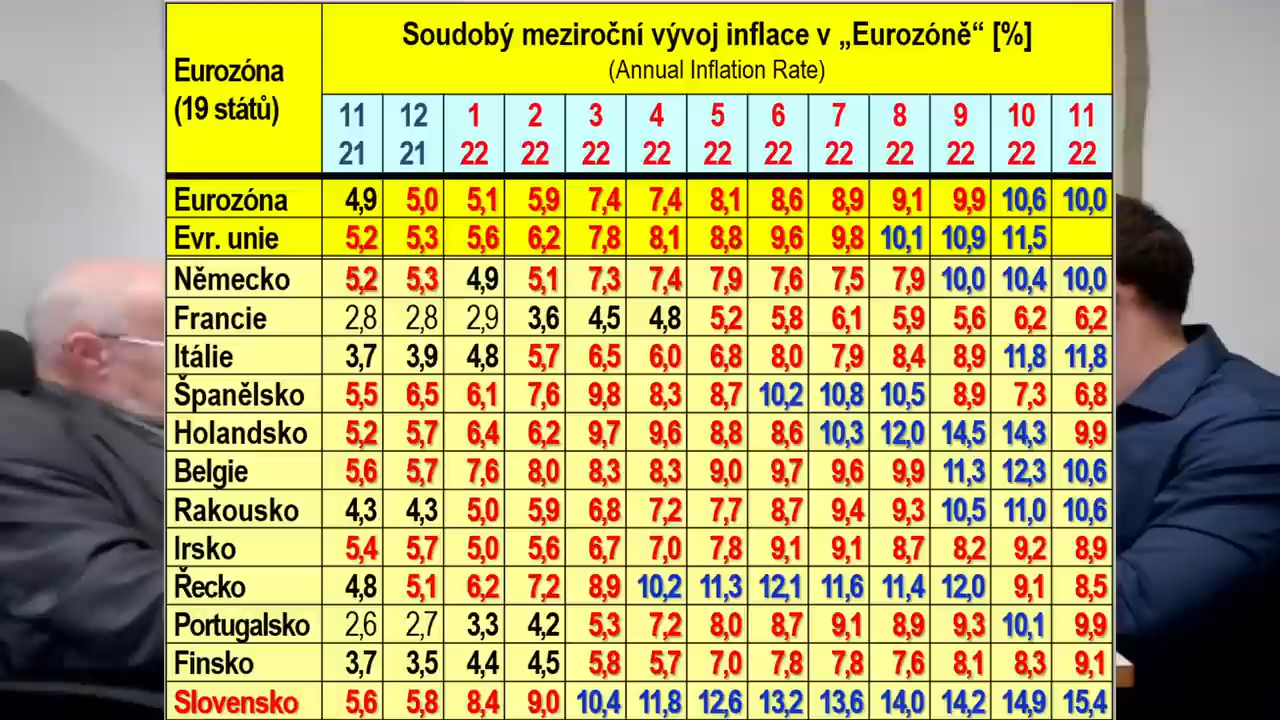 Soudobý meziroční vývoj inflace v „Eurozóně“ [%]
(Annual Inflation Rate)
Eurozóna
(19 států)
11 12 1 2 3 4 5 6 7 8 9 10 11
21 21 22 22 22 22 22 22 22 22 22 22 22
Eurozóna 4,9 5,0 5,1 5,9 7,4 7,4 8,1 8,6 8,9 9,1 9,9 10,6 10,0
Evr. unie 5,2 5,3 5,6 6,2 7,8 8,1 8,8 9,6 9,8 10,1 10,9 11,5
Německo 5,2 5,3 4,9 5,1 7,3 7,4 7,9 7,6 7,5 7,9 10,0 10,4 10,0
Francie 2,8 2,8 2,9 3,6 4,5 4,8 5,2 5,8 6,1 5,9 5,6 6,2 6,2
Itálie 3,7 3,9 4,8 5,7 6,5 6,0 6,8 8,0 7,9 8,4 8,9 11,8 11,8
Španělsko 5,5 6,5 6,1 7,6 9,8 8,3 8,7 10,2 10,8 10,5 8,9 7,3 6,8
Holandsko 5,2 5,7 6,4 6,2 9,7 9,6 8,8 8,6 10,3 12,0 14,5 14,3 9,9
Belgie 5,6 5,7 7,6 8,0 8,3 8,3 9,0 9,7 9,6 9,9 11,3 12,3 10,6
Rakousko 4,3 4,3 5,0 5,9 6,8 7,2 7,7 8,7 9,4 9,3 10,5 11,0 10,6
Irsko 5,4 5,7 5,0 5,6 6,7 7,0 7,8 9,1 9,1 8,7 8,2 9,2 8,9
Řecko 4,8 5,1 6,2 7,2 8,9 10,2 11,3 12,1 11,6 11,4 12,0 9,1 8,5
Portugalsko 2,6 2,7 3,3 4,2 5,3 7,2 8,0 8,7 9,1 8,9 9,3 10,1 9,9
Finsko 3,7 3,5 4,4 4,5 5,8 5,7 7,0 7,8 7,8 7,6 8,1 8,3 9,1
Slovensko 5,6 5,8 8,4 9,0 10,4 11,8 12,6 13,2 13,6 14,0 14,2 14,9 15,4